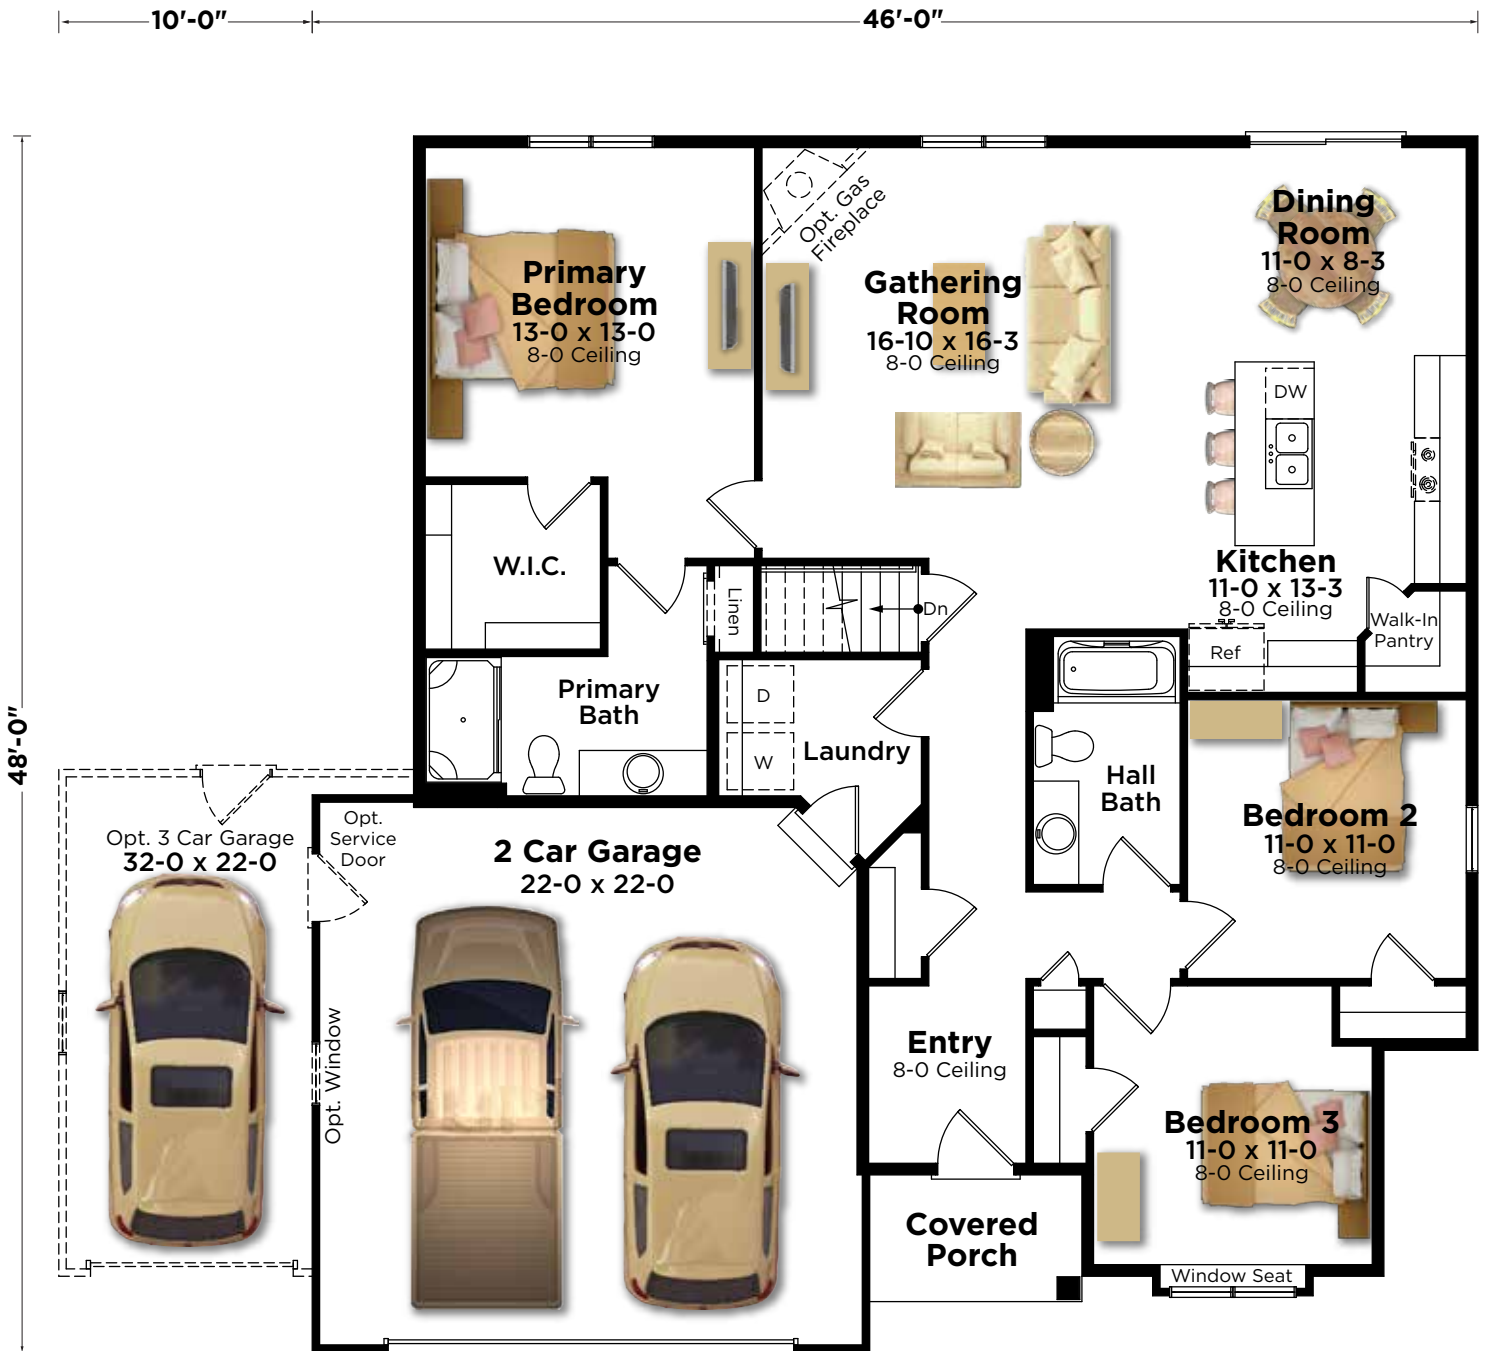 10'-0"
46'-0"
48'-0"
Primary
Bedroom
13-0 x 13-0
8-0 Ceiling
Opt. Gas
Fireplace
Gathering
Room
16-10 x 16-3
8-0 Ceiling
Dining
Room
11-0 x 8-3
8-0 Ceiling
DW
W.I.C.
Linen
Dn
Kitchen
11-0 x 13-3
8-0 Ceiling
Walk-In
Pantry
Ref
Primary
Bath
D
W
Laundry
Hall
Bath
Bedroom 2
11-0 x 11-0
8-0 Ceiling
Opt. 3 Car Garage
32-0 x 22-0
Opt.
Service
Door
2 Car Garage
22-0 x 22-0
Opt. Window
Entry
8-0 Ceiling
Bedroom 3
11-0 x 11-0
8-0 Ceiling
Covered
Porch
Window Seat